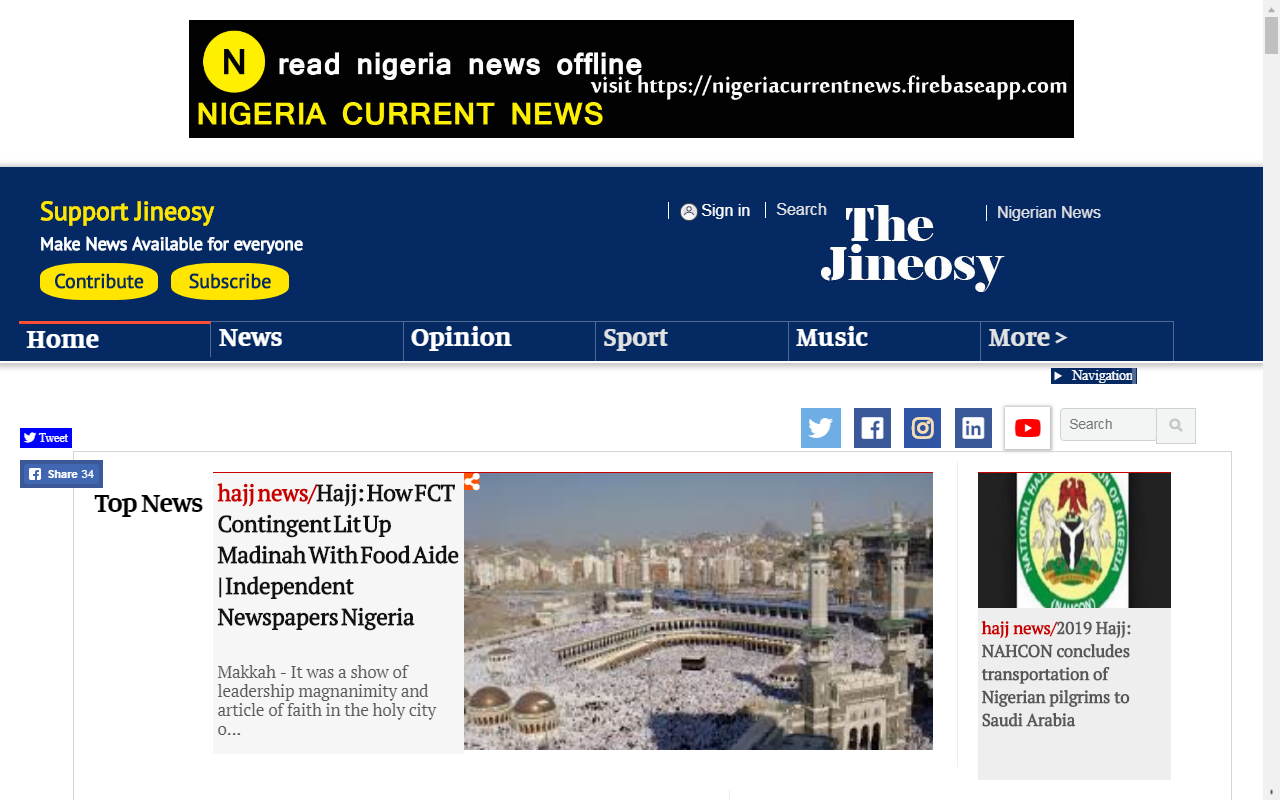 N read nigeria news offline
visit https://nigeriacurrentnews.firebaseapp.com
NIGERIA CURRENT NEWS
Support Jineosy
Make News Available for everyone
Contribute Subscribe
Sign in Search
The
Jineosy
Nigerian News
Home News Opinion Sport Music More >
Navigation
Tweet
Search
Share 34
Top News
hajj news/Hajj: How FCT
Contingent Lit Up
Madinah With Food Aide
| Independent
Newspapers Nigeria
Makkah - It was a show of
leadership magnanimity and
article of faith in the holy city
o...
NATIONAL HAJJ COMMISSION OF NIGERIA
(NAHCON)
hajj news/2019 Hajj:
NAHCON concludes
transportation of
Nigerian pilgrims to
Saudi Arabia